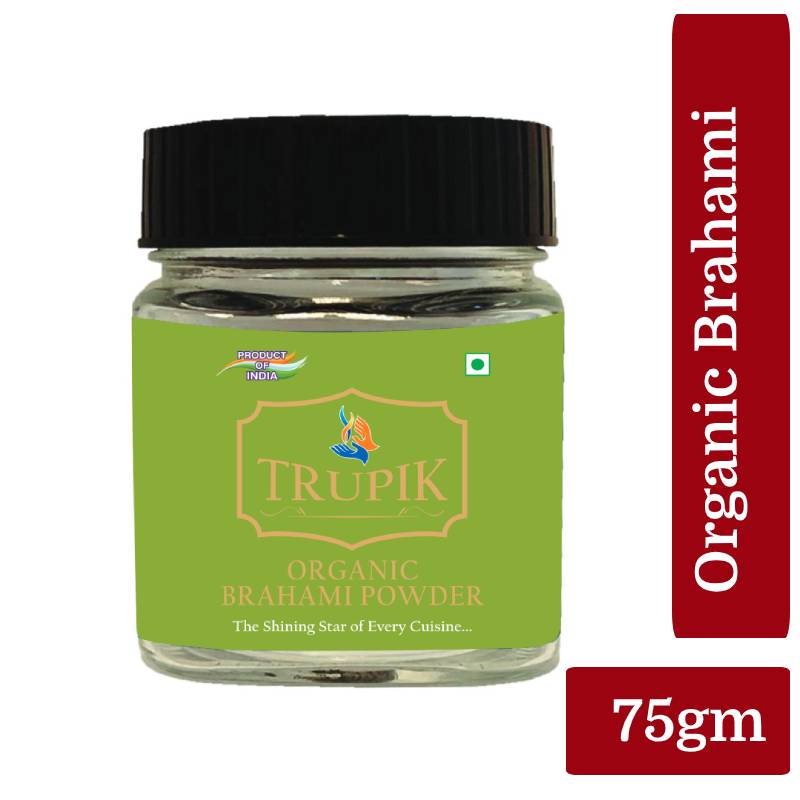 PRODUCT
OF
INDIA
TRUPIK
ORGANIC
BRAHAMI POWDER
The Shining Star of Every Cuisine...
Organic Brahami
75gm